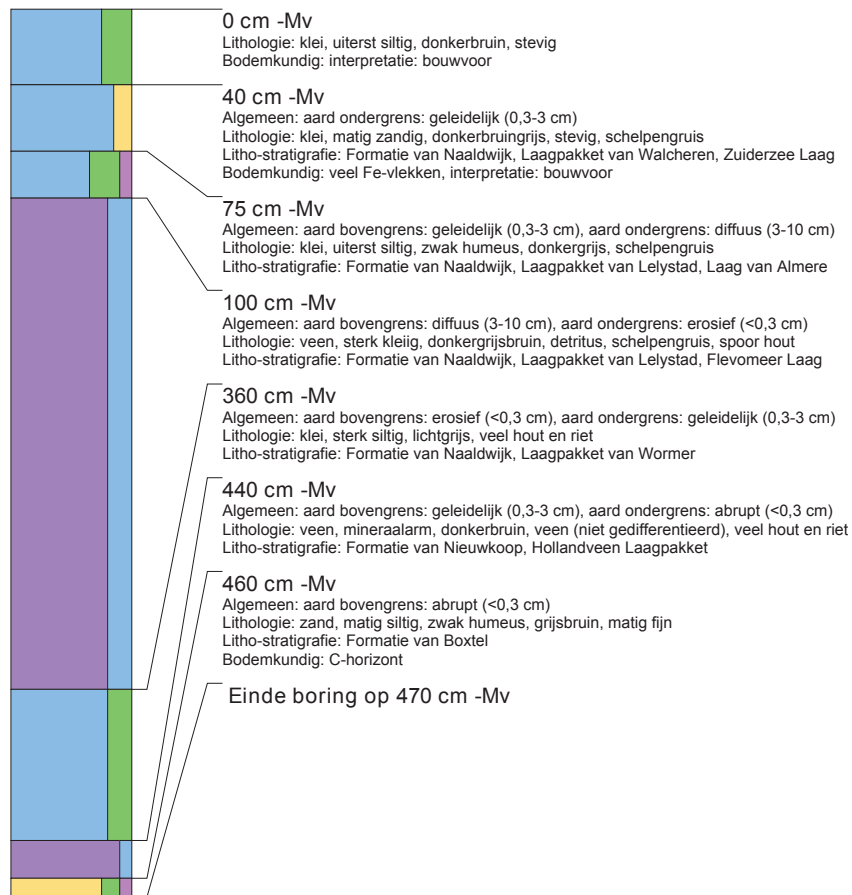 0 cm -Mv
Lithologie: klei, uiterst siltig, donkerbruin, stevig
Bodemkundig: interpretatie: bouwvoor
40 cm -Mv
Algemeen: aard ondergrens: geleidelijk (0,3-3 cm)
Lithologie: klei, matig zandig, donkerbruingrijs, stevig, schelpengruis
Litho-stratigrafie: Formatie van Naaldwijk, Laagpakket van Walcheren, Zuiderzee Laag
Bodemkundig: veel Fe-vlekken, interpretatie: bouwvoor
75 cm -Mv
Algemeen: aard bovengrens: geleidelijk (0,3-3 cm), aard ondergrens: diffuus (3-10 cm)
Lithologie: klei, uiterst siltig, zwak humeus, donkergrijs, schelpengruis
Litho-stratigrafie: Formatie van Naaldwijk, Laagpakket van Lelystad, Laag van Almere
100 cm -Mv
Algemeen: aard bovengrens: diffuus (3-10 cm), aard ondergrens: erosief (<0,3 cm)
Lithologie: veen, sterk kleiig, donkergrijsbruin, detritus, schelpengruis, spoor hout
Litho-stratigrafie: Formatie van Naaldwijk, Laagpakket van Lelystad, Flevomeer Laag
360 cm -Mv
Algemeen: aard bovengrens: erosief (<0,3 cm), aard ondergrens: geleidelijk (0,3-3 cm)
Lithologie: klei, sterk siltig, lichtgrijs, veel hout en riet
Litho-stratigrafie: Formatie van Naaldwijk, Laagpakket van Wormer
440 cm -Mv
Algemeen: aard bovengrens: geleidelijk (0,3-3 cm), aard ondergrens: abrupt (<0,3 cm)
Lithologie: veen, mineraalarm, donkerbruin, veen (niet gedifferentieerd), veel hout en riet
Litho-stratigrafie: Formatie van Nieuwkoop, Hollandveen Laagpakket
460 cm -Mv
Algemeen: aard bovengrens: abrupt (<0,3 cm)
Lithologie: zand, matig siltig, zwak humeus, grijsbruin, matig fijn
Litho-stratigrafie: Formatie van Boxtel
Bodemkundig: C-horizont
Einde boring op 470 cm -Mv